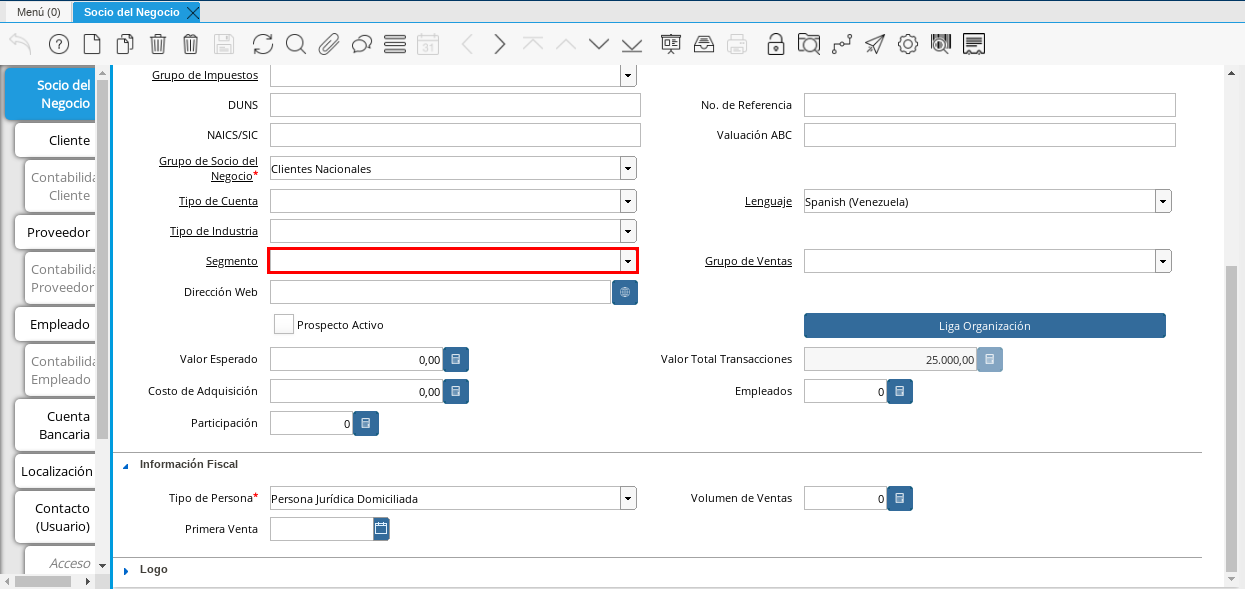 Menú (0)
Socio del Negocio
31
Socio del
Negocio
Cliente
Contabilida
Cliente
Proveedor
Contabilida
Proveedor
Empleado
Contabilida
Empleado
Cuenta
Bancaria
Localización
Contacto
(Usuario)
Acceso
Grupo de Impuestos
DUNS
No. de Referencia
NAICS/SIC
Valuación ABC
Grupo de Socio del
Negocio*
Clientes Nacionales
Tipo de Cuenta
Lenguaje
Spanish (Venezuela)
Tipo de Industria
Segmento
Grupo de Ventas
Dirección Web
Prospecto Activo
Liga Organización
Valor Esperado
0,00
Valor Total Transacciones
25.000,00
Costo de Adquisición
0,00
Empleados
0
Participación
0
Información Fiscal
Tipo de Persona*
Persona Jurídica Domiciliada
Volumen de Ventas
0
Primera Venta
Logo